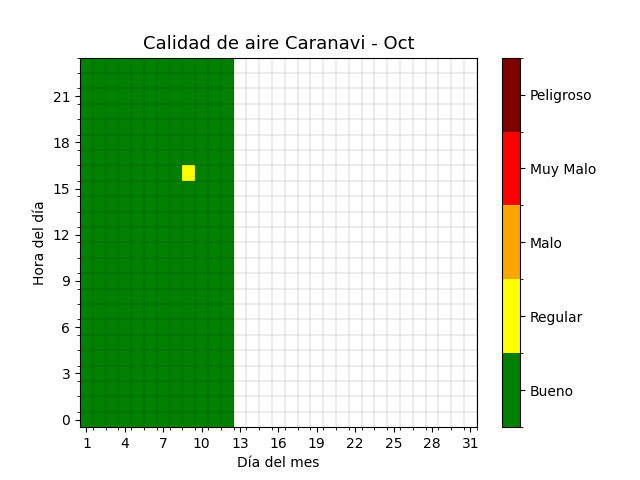 Calidad de aire Caranavi - Oct
Peligroso
Muy Malo
Malo
Regular
Bueno
Hora del día
21
18
15
12
9
6
3
0
1 4 7 10 13 16 19 22 25 28 31
Día del mes